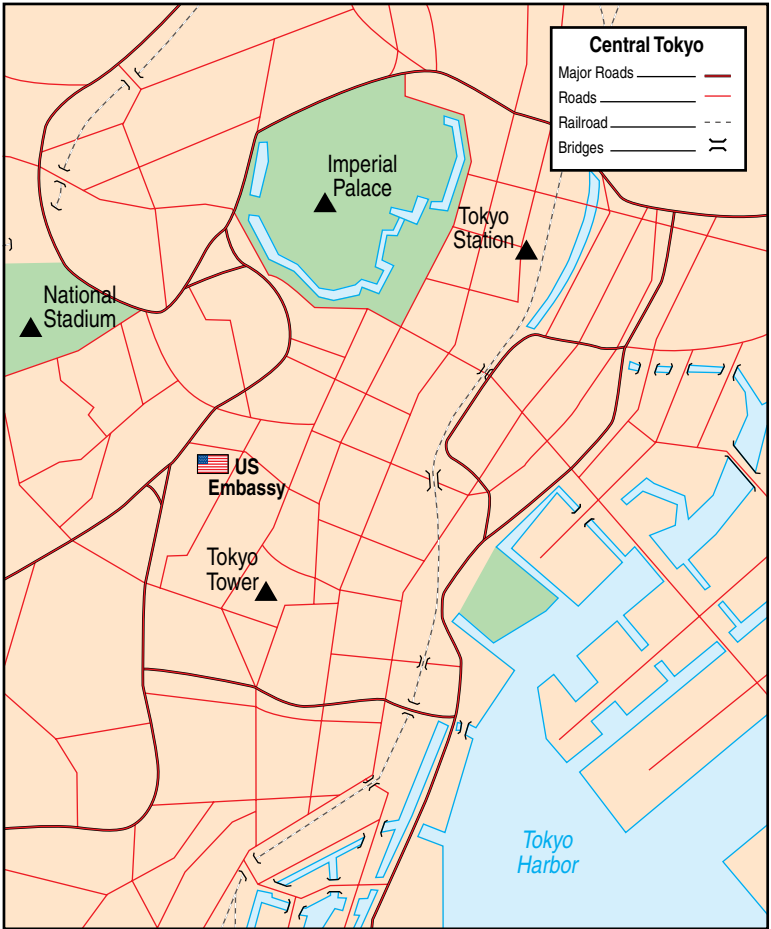 Central Tokyo
Major Roads
Roads
Railroad
Bridges
Imperial
Palace
Tokyo
Station
National
Stadium
US
Embassy
Tokyo
Tower
Tokyo
Harbor